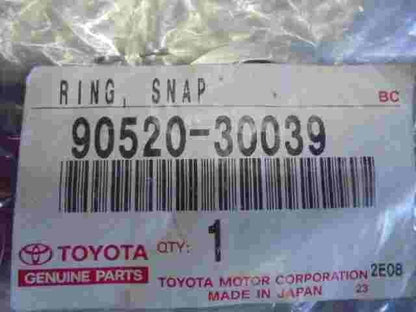 RING, SNAP
BC
90520-30039
TOYOTA
GENUINE PARTS
QTY: 1
TOYOTA MOTOR CORPORATION 2E08
MADE IN JAPAN 23